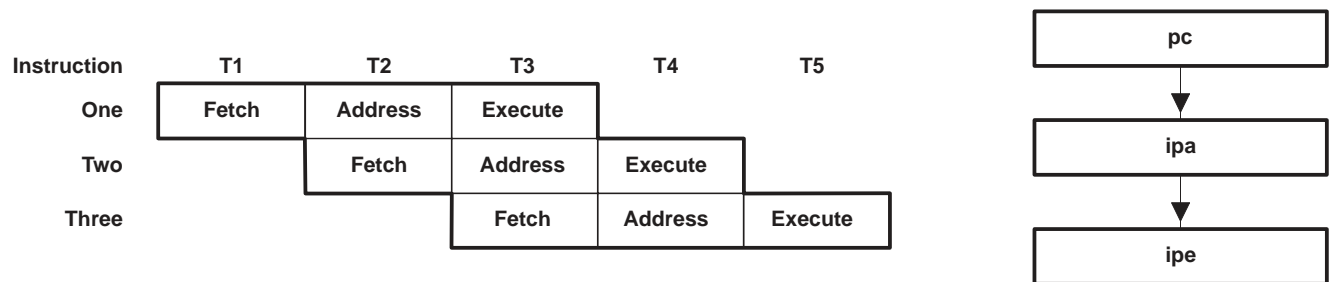 Instruction T1 T2 T3 T4 T5
One Fetch Address Execute
Two Fetch Address Execute
Three Fetch Address Execute
pc
ipa
ipe